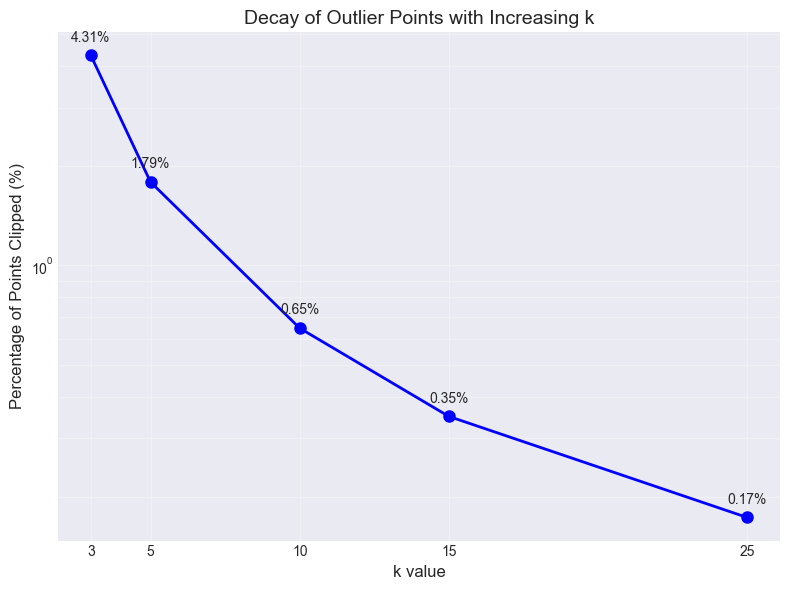 Decay of Outlier Points with Increasing k
4.31%
1.79%
0.65%
0.35%
0.17%
Percentage of Points Clipped (%)
10⁰
3 5 10 15 25
k value